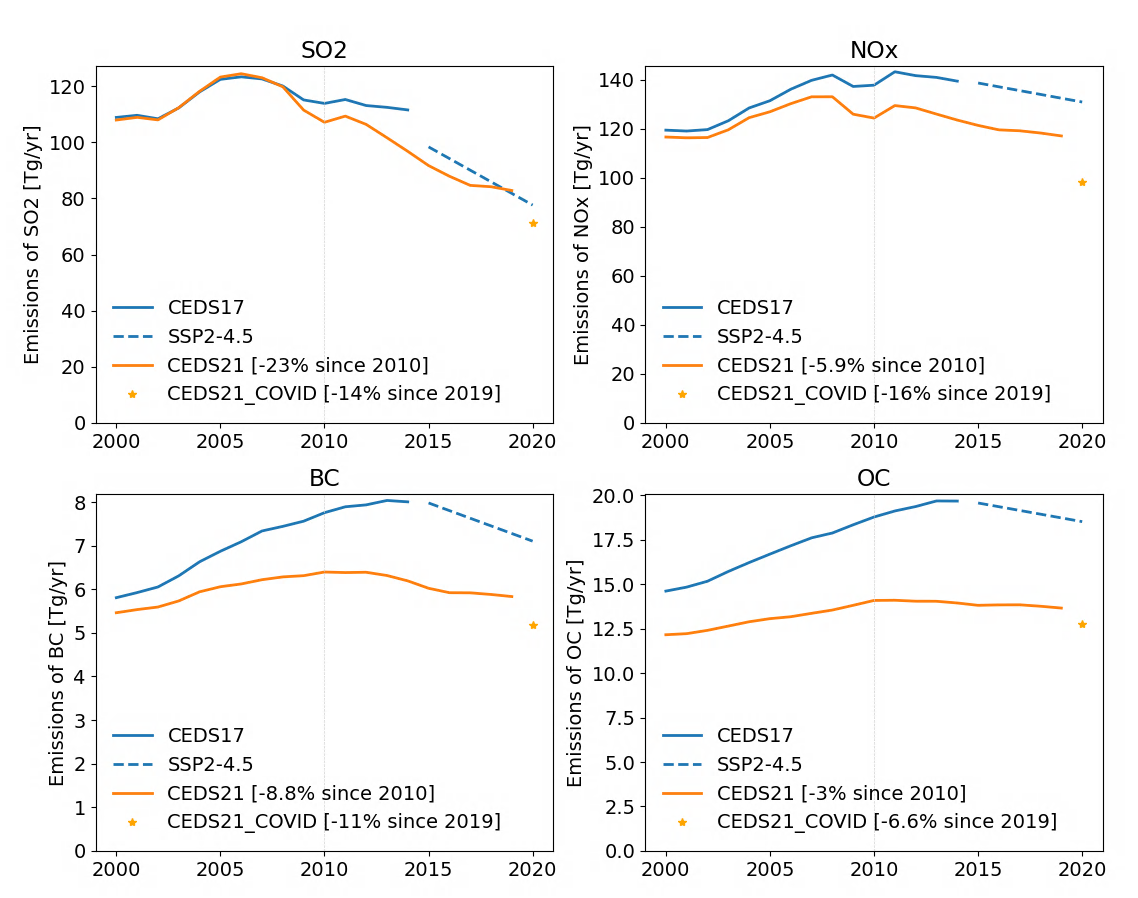 SO2
Emissions of SO2 [Tg/yr]
120
100
80
60
40
20
0
CEDS17
SSP2-4.5
CEDS21 [-23% since 2010]
CEDS21_COVID [-14% since 2019]
2000 2005 2010 2015 2020
NOx
Emissions of NOx [Tg/yr]
140
120
100
80
60
40
20
0
CEDS17
SSP2-4.5
CEDS21 [-5.9% since 2010]
CEDS21_COVID [-16% since 2019]
2000 2005 2010 2015 2020
BC
Emissions of BC [Tg/yr]
8
7
6
5
4
3
2
1
0
CEDS17
SSP2-4.5
CEDS21 [-8.8% since 2010]
CEDS21_COVID [-11% since 2019]
2000 2005 2010 2015 2020
OC
Emissions of OC [Tg/yr]
20.0
17.5
15.0
12.5
10.0
7.5
5.0
2.5
0.0
CEDS17
SSP2-4.5
CEDS21 [-3% since 2010]
CEDS21_COVID [-6.6% since 2019]
2000 2005 2010 2015 2020